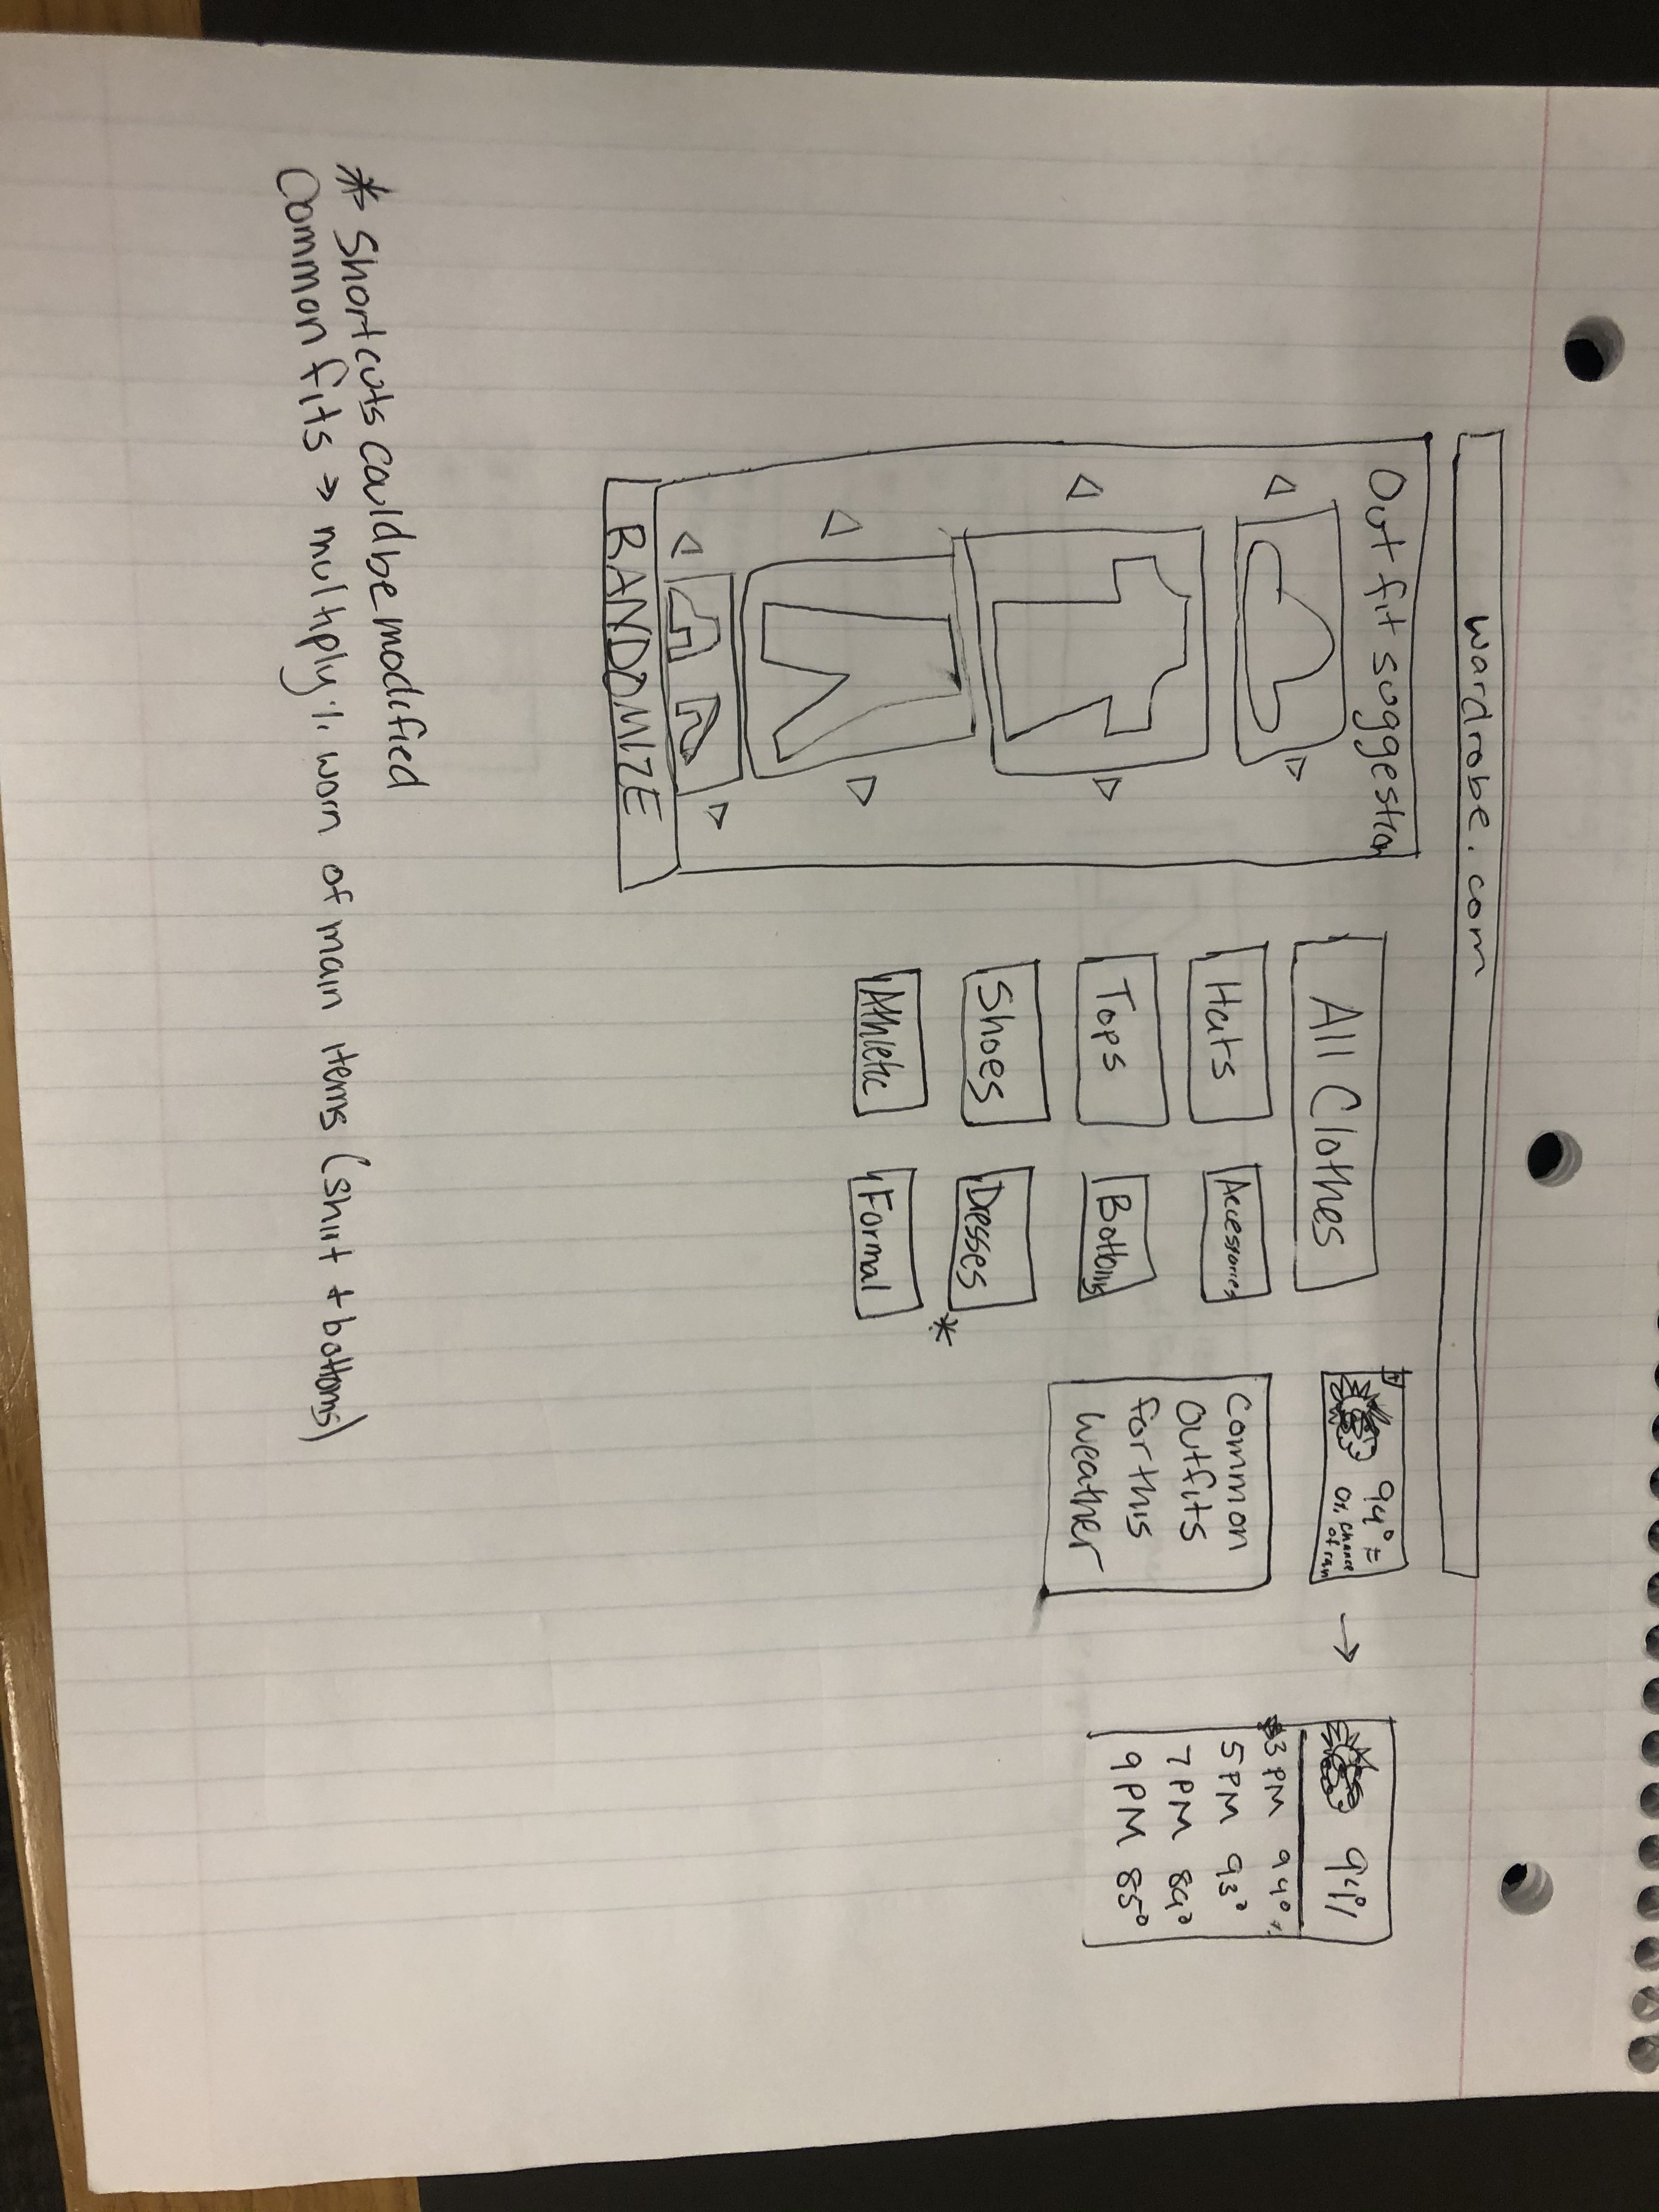 wardrobe.com
Outfit suggestion
RANDOMIZE
All Clothes
Hats
Accessories
Tops
Bottoms
Shoes
Dresses
*
Athletic
Formal
94°
0% chance
of rain
→
Common
Outfits
for this
weather
94°
3 PM 94°
5 PM 93°
7 PM 89°
9 PM 85°
* Shortcuts could be modified
Common fits → multiply % worn of main items (shirt + bottoms)